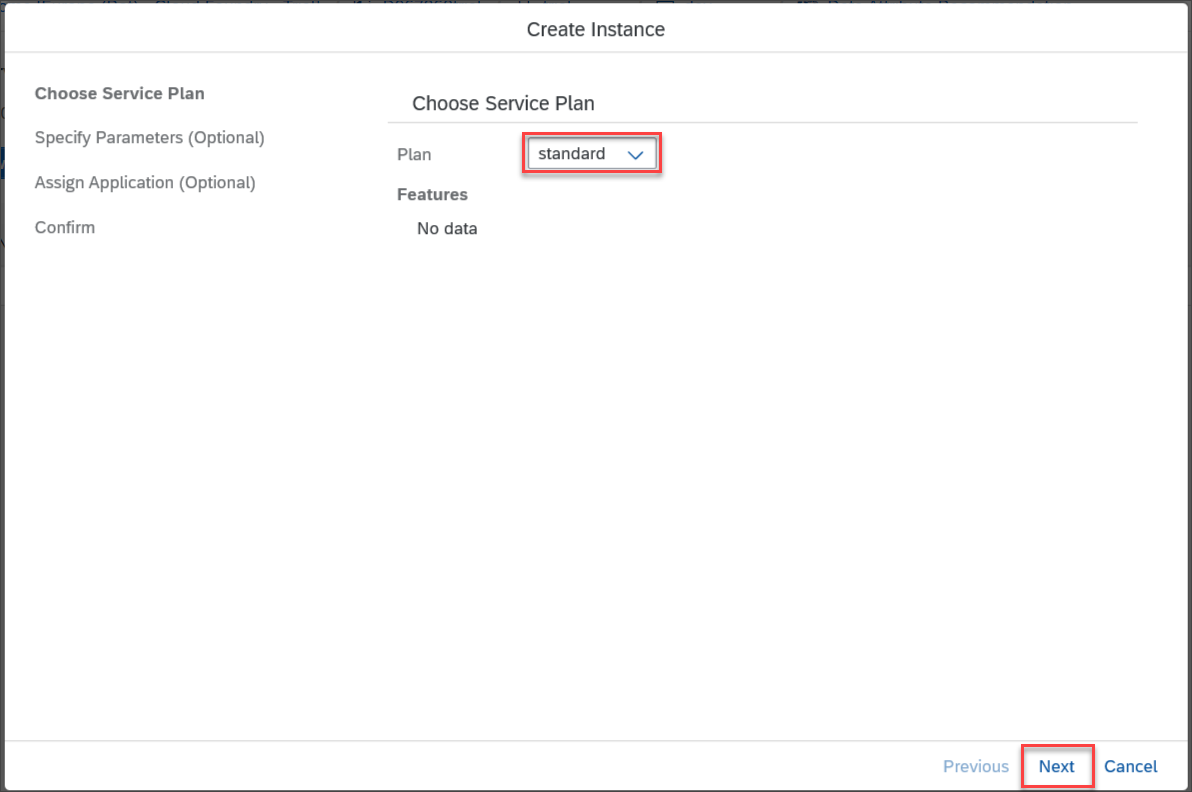 Create Instance
Choose Service Plan
Specify Parameters (Optional)
Assign Application (Optional)
Confirm
Choose Service Plan
Plan
standard
Features
No data
Previous
Next
Cancel